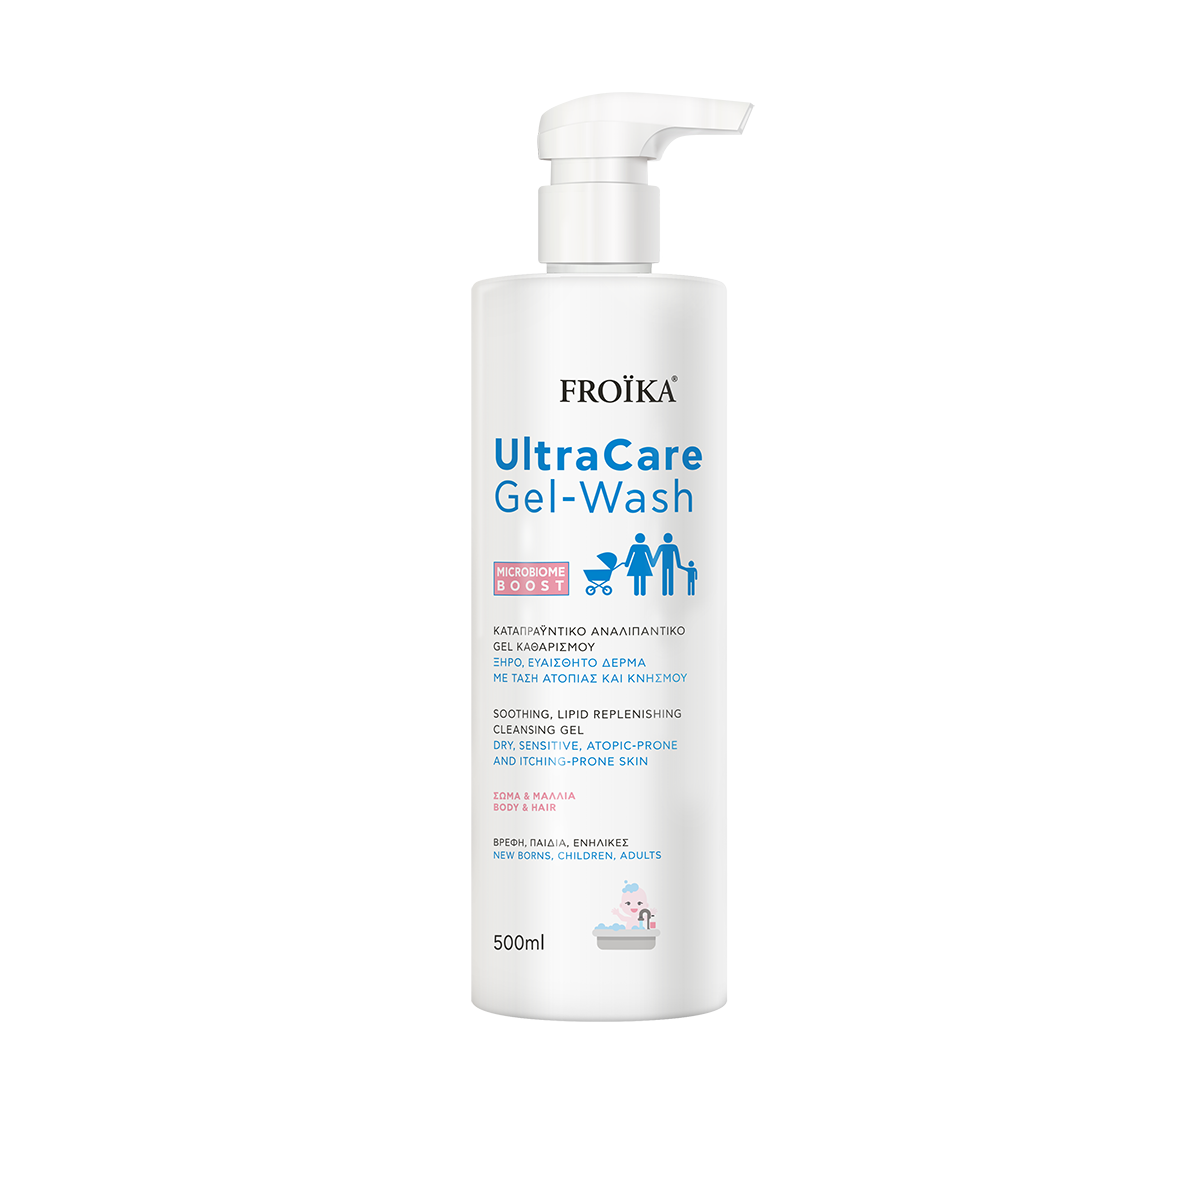 FROÏKA®
UltraCare
Gel-Wash
MICROBIOME
BOOST
ΚΑΤΑΠΡΑΫΝΤΙΚΟ ΑΝΑΛΙΠΑΝΤΙΚΟ
GEL ΚΑΘΑΡΙΣΜΟΥ
ΞΗΡΟ, ΕΥΑΙΣΘΗΤΟ ΔΕΡΜΑ
ΜΕ ΤΑΣΗ ΑΤΟΠΙΑΣ ΚΑΙ ΚΝΗΣΜΟΥ
SOOTHING, LIPID REPLENISHING
CLEANSING GEL
DRY, SENSITIVE, ATOPIC-PRONE
AND ITCHING-PRONE SKIN
ΣΩΜΑ & ΜΑΛΛΙΑ
BODY & HAIR
ΒΡΕΦΗ, ΠΑΙΔΙΑ, ΕΝΗΛΙΚΕΣ
NEW BORNS, CHILDREN, ADULTS
500ml